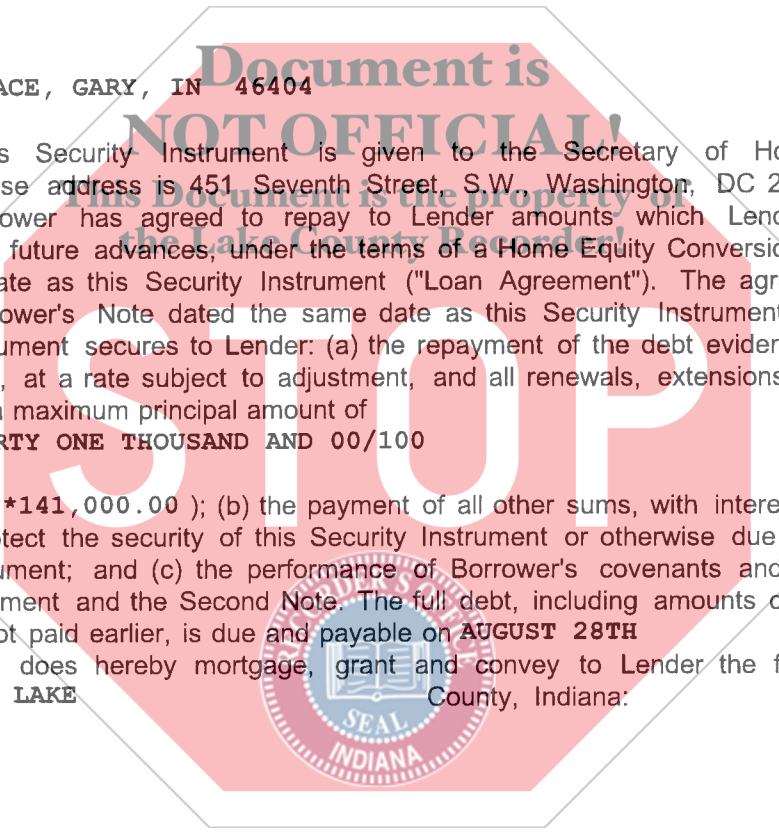 Document is
ACE, GARY, IN 46404
NOT OFFICIAL!
s Security Instrument is given to the Secretary of Ho
se address is 451 Seventh Street, S.W., Washington, DC 2
This Document is the property of
ower has agreed to repay to Lender amounts which Lend
the Lake County Recorder!
future advances, under the terms of a Home Equity Conversio
ate as this Security Instrument ("Loan Agreement"). The agr
ower's Note dated the same date as this Security Instrument
ument secures to Lender: (a) the repayment of the debt eviden
, at a rate subject to adjustment, and all renewals, extensions
maximum principal amount of
RTY ONE THOUSAND AND 00/100
STOP
*141,000.00 ); (b) the payment of all other sums, with intere
otect the security of this Security Instrument or otherwise due
ument; and (c) the performance of Borrower's covenants and
ment and the Second Note. The full debt, including amounts c
ot paid earlier, is due and payable on AUGUST 28TH
does hereby mortgage, grant and convey to Lender the f
LAKE County, Indiana:
RECORDER'S OFFICE
SEAL
INDIANA